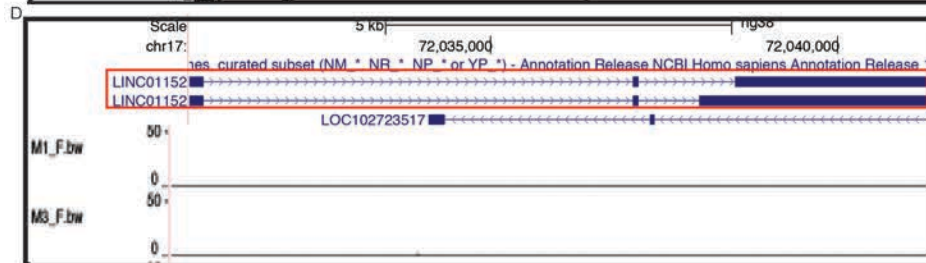 D
Scale 5 kb hg38
chr17: 72,035,000 72,040,000
nes, curated subset (NM_*, NR_*, NP_* or YP_*) - Annotation Release NCBI Homo sapiens Annotation Release
LINC01152
LINC01152
LOC102723517
50
M1_F.bw
0
50
M3_F.bw
0